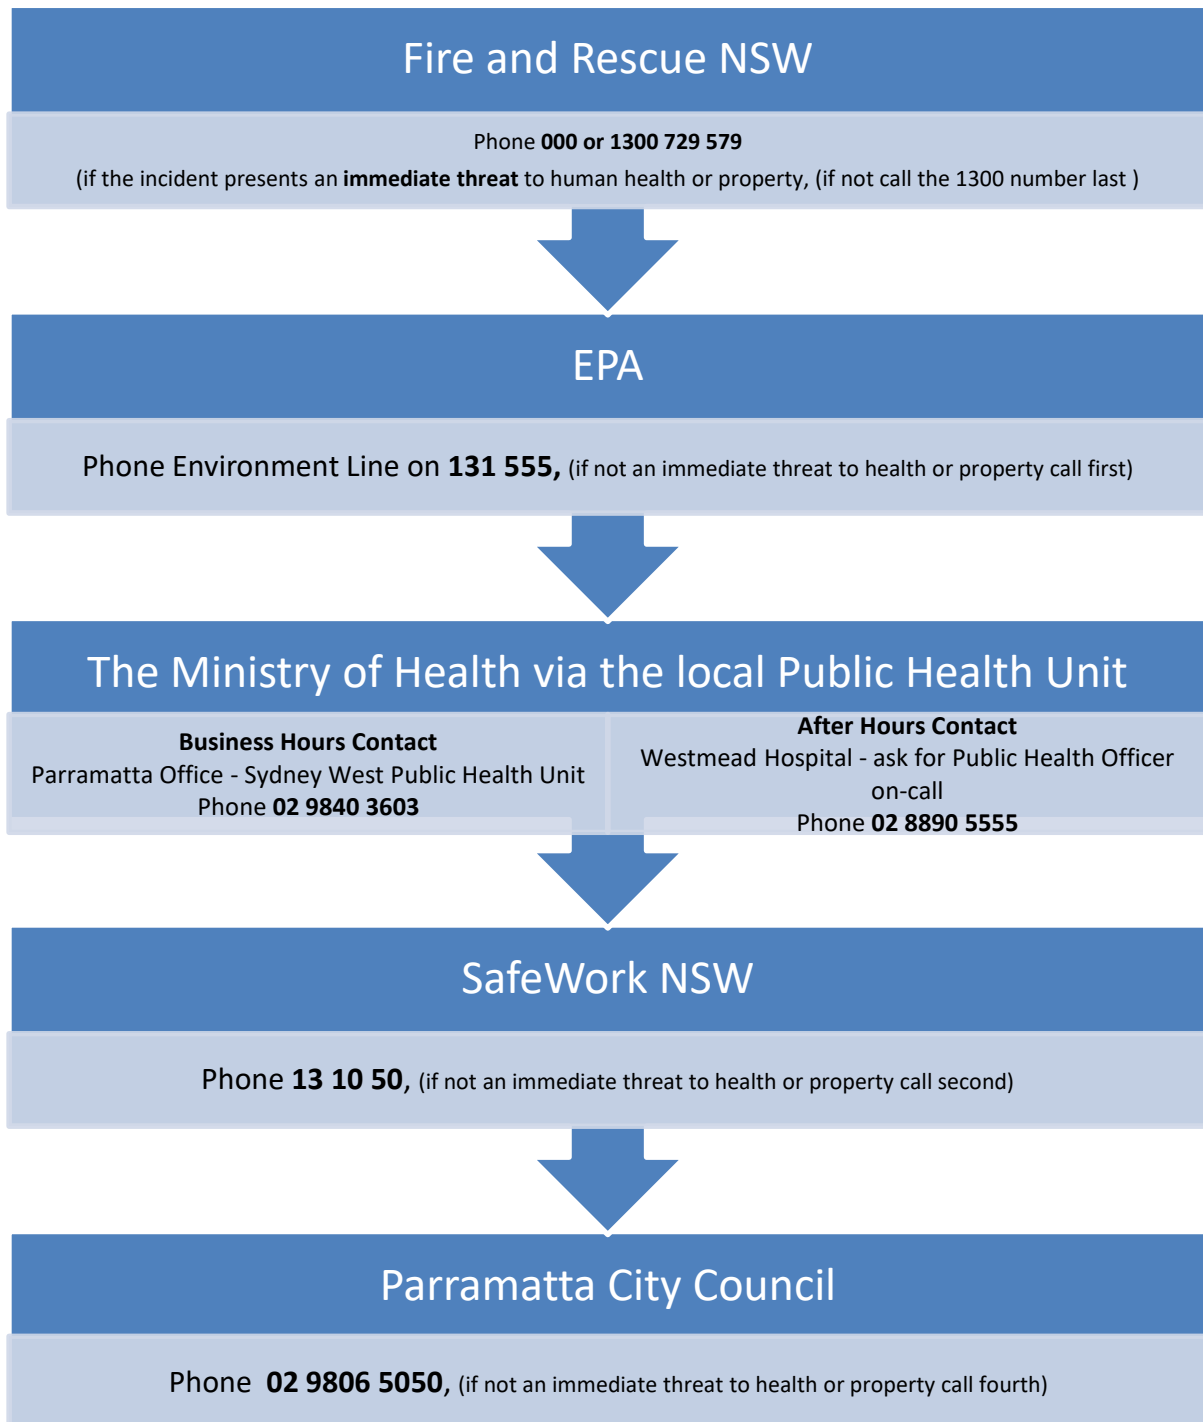 Fire and Rescue NSW
Phone 000 or 1300 729 579
(if the incident presents an immediate threat to human health or property, (if not call the 1300 number last )
EPA
Phone Environment Line on 131 555, (if not an immediate threat to health or property call first)
The Ministry of Health via the local Public Health Unit
Business Hours Contact
Parramatta Office - Sydney West Public Health Unit
Phone 02 9840 3603
After Hours Contact
Westmead Hospital - ask for Public Health Officer
on-call
Phone 02 8890 5555
SafeWork NSW
Phone 13 10 50, (if not an immediate threat to health or property call second)
Parramatta City Council
Phone  02 9806 5050, (if not an immediate threat to health or property call fourth)